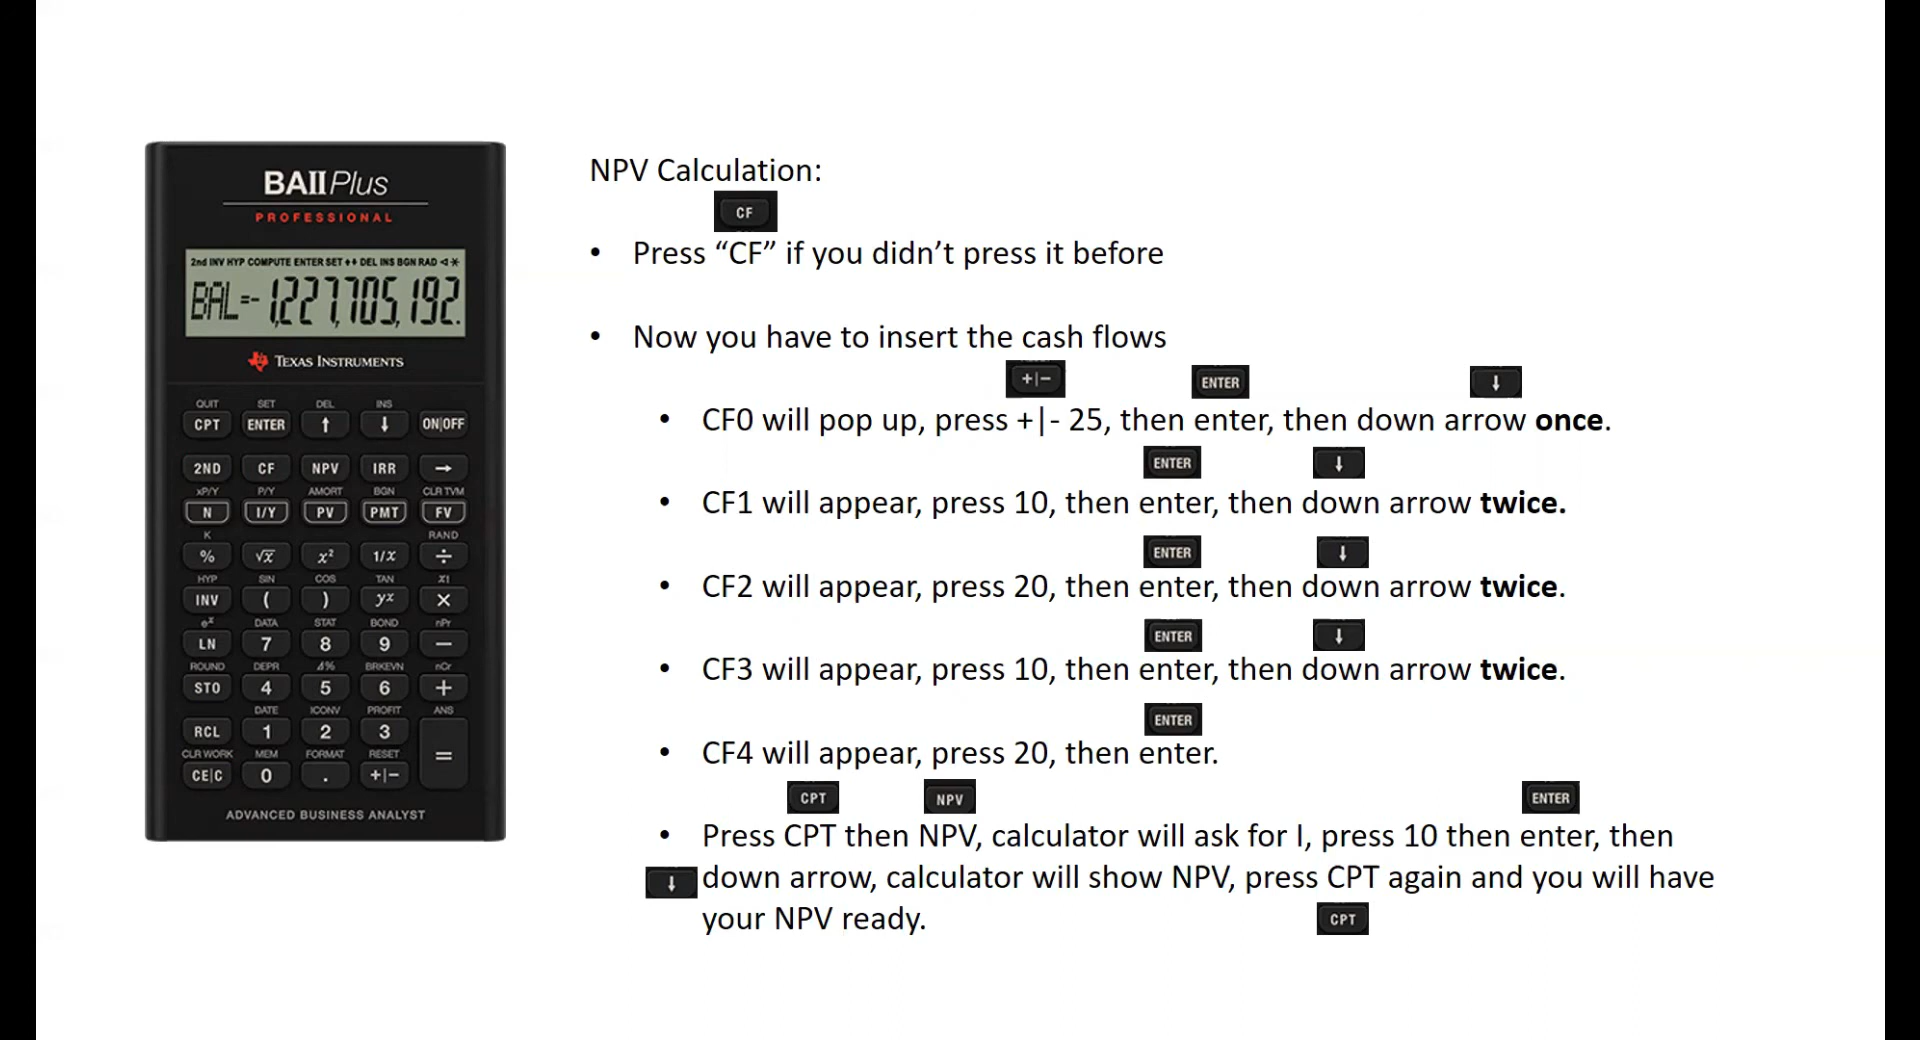 BAII Plus
PROFESSIONAL
2nd INV HYP COMPUTE ENTER SET ↑↓ DEL INS BGN RAD ◁ *
BAL=- 1,227,705,192.
TEXAS INSTRUMENTS
QUIT SET DEL INS
CPT ENTER ↑ ↓ ON|OFF
2ND CF NPV IRR →
xP/Y P/Y AMORT BGN CLR TVM
N I/Y PV PMT FV
K RAND
% √x x² 1/x ÷
HYP SIN COS TAN x!
INV ( ) yˣ ×
eˣ DATA STAT BOND nPr
LN 7 8 9 −
ROUND DEPR Δ% BRKEVN nCr
STO 4 5 6 +
DATE ICONV PROFIT ANS
RCL 1 2 3
CLR WORK MEM FORMAT RESET
CE|C 0 . +|− =
ADVANCED BUSINESS ANALYST
NPV Calculation:
CF
• Press “CF” if you didn’t press it before
• Now you have to insert the cash flows
+|− ENTER ↓
• CF0 will pop up, press +|- 25, then enter, then down arrow once.
ENTER ↓
• CF1 will appear, press 10, then enter, then down arrow twice.
ENTER ↓
• CF2 will appear, press 20, then enter, then down arrow twice.
ENTER ↓
• CF3 will appear, press 10, then enter, then down arrow twice.
ENTER
• CF4 will appear, press 20, then enter.
CPT NPV ENTER
• Press CPT then NPV, calculator will ask for I, press 10 then enter, then
↓ down arrow, calculator will show NPV, press CPT again and you will have
your NPV ready.
CPT